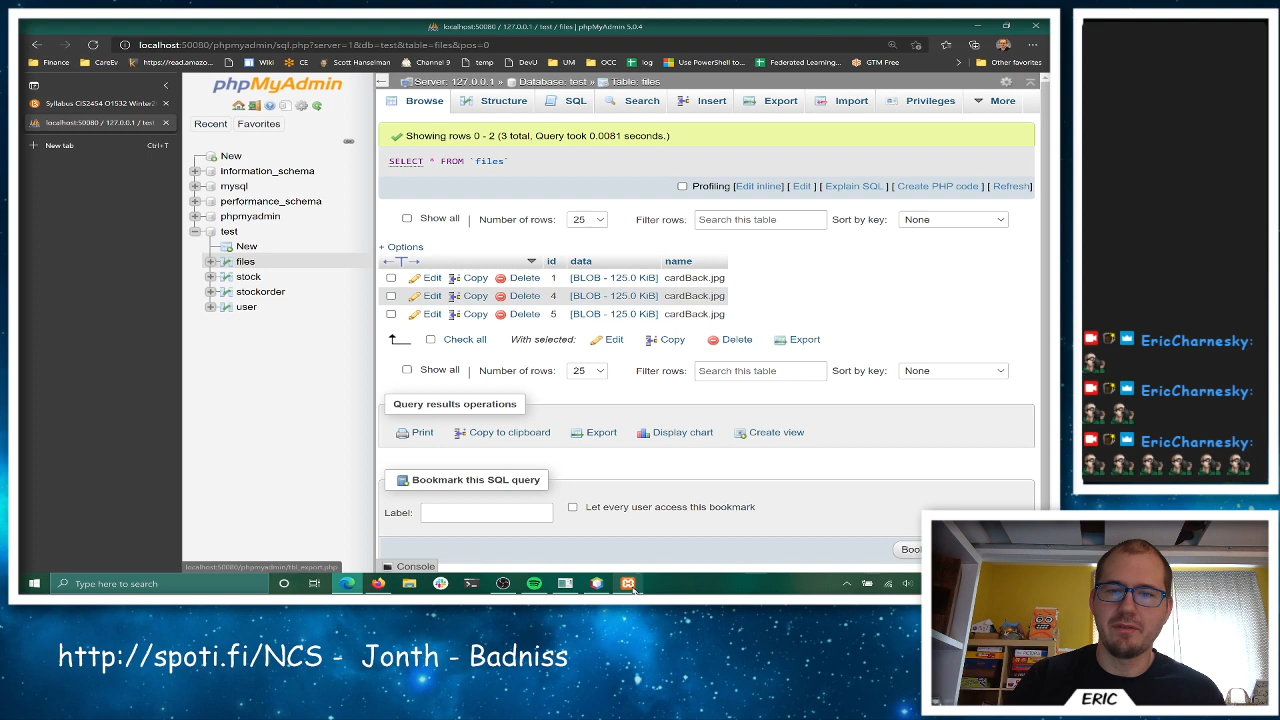 localhost:50080 / 127.0.0.1 / test / files | phpMyAdmin 5.0.4
localhost:50080/phpmyadmin/sql.php?server=1&db=test&table=files&pos=0
Finance
CareEv
https://read.amazo...
Wiki
CE
Scott Hanselman
Channel 9
temp
DevU
UM
OCC
log
Use PowerShell to...
Federated Learning...
GTM Free
Other favorites
Syllabus CIS2454 O1532 Winter2
localhost:50080 / 127.0.0.1 / test
New tab Ctrl+T
phpMyAdmin
Recent Favorites
New
information_schema
mysql
performance_schema
phpmyadmin
test
New
files
stock
stockorder
user
Server: 127.0.0.1 » Database: test » Table: files
Browse Structure SQL Search Insert Export Import Privileges More
Showing rows 0 - 2 (3 total, Query took 0.0081 seconds.)
SELECT * FROM `files`
Profiling [Edit inline] [ Edit ] [ Explain SQL ] [ Create PHP code ] [ Refresh]
Show all | Number of rows: 25 Filter rows: Search this table Sort by key: None
+ Options
id data name
Edit Copy Delete 1 [BLOB - 125.0 KiB] cardBack.jpg
Edit Copy Delete 4 [BLOB - 125.0 KiB] cardBack.jpg
Edit Copy Delete 5 [BLOB - 125.0 KiB] cardBack.jpg
Check all With selected: Edit Copy Delete Export
Show all | Number of rows: 25 Filter rows: Search this table Sort by key: None
Query results operations
Print Copy to clipboard Export Display chart Create view
Bookmark this SQL query
Label: Let every user access this bookmark
Console
localhost:50080/phpmyadmin/tbl_export.php
Type here to search
EricCharnesky:
EricCharnesky:
EricCharnesky:
http://spoti.fi/NCS - Jonth - Badniss
ERIC